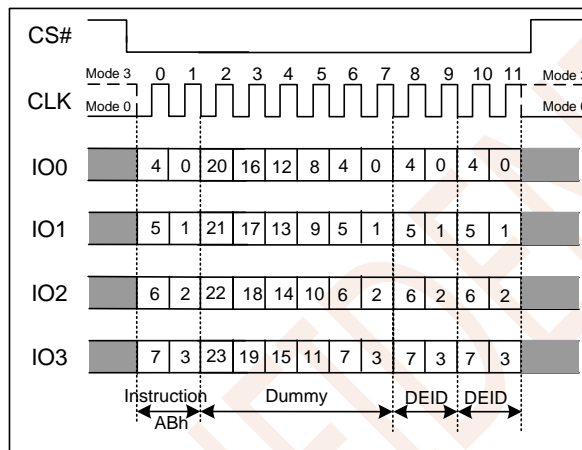 CS#
Mode 3 0 1 2 3 4 5 6 7 8 9 10 11 Mode 3
CLK Mode 0 Mode 0
IO0 4 0 20 16 12 8 4 0 4 0 4 0
IO1 5 1 21 17 13 9 5 1 5 1 5 1
IO2 6 2 22 18 14 10 6 2 6 2 6 2
IO3 7 3 23 19 15 11 7 3 7 3 7 3
Instruction Dummy DEID DEID
ABh